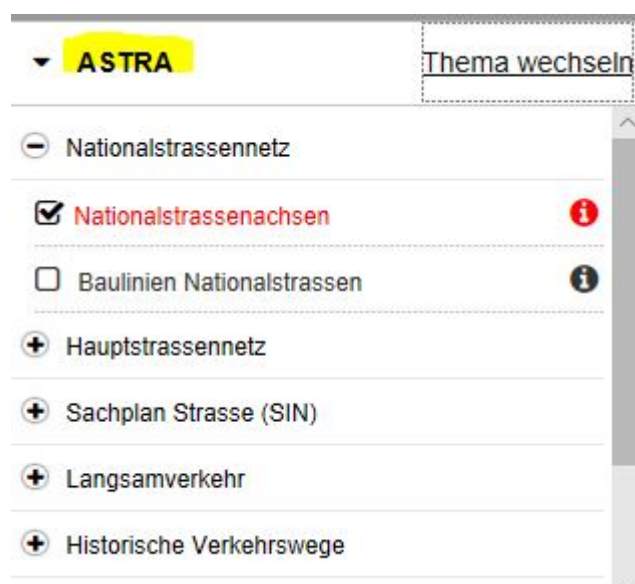 ASTRA
Thema wechseln
Nationalstrassennetz
Nationalstrassenachsen
Baulinien Nationalstrassen
Hauptstrassennetz
Sachplan Strasse (SIN)
Langsamverkehr
Historische Verkehrswege